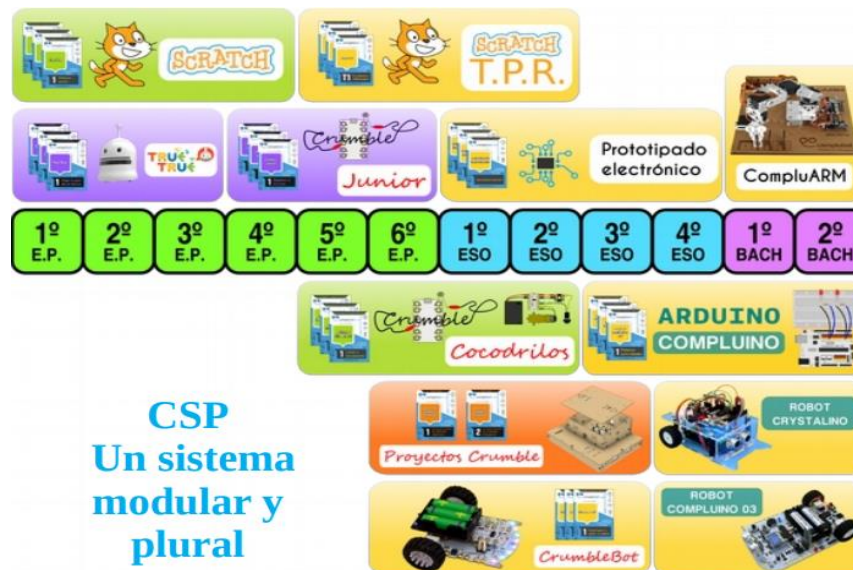 SCRATCH
SCRATCH
T.P.R.
TRUE
TRUE
Crumble
Junior
Prototipado
electrónico
CompluARM
1º
E.P.
2º
E.P.
3º
E.P.
4º
E.P.
5º
E.P.
6º
E.P.
1º
ESO
2º
ESO
3º
ESO
4º
ESO
1º
BACH
2º
BACH
Crumble
Cocodrilos
ARDUINO
COMPLUINO
CSP
Un sistema
modular y
plural
Proyectos Crumble
ROBOT
CRYSTALINO
CrumbleBot
ROBOT
COMPLUINO 03